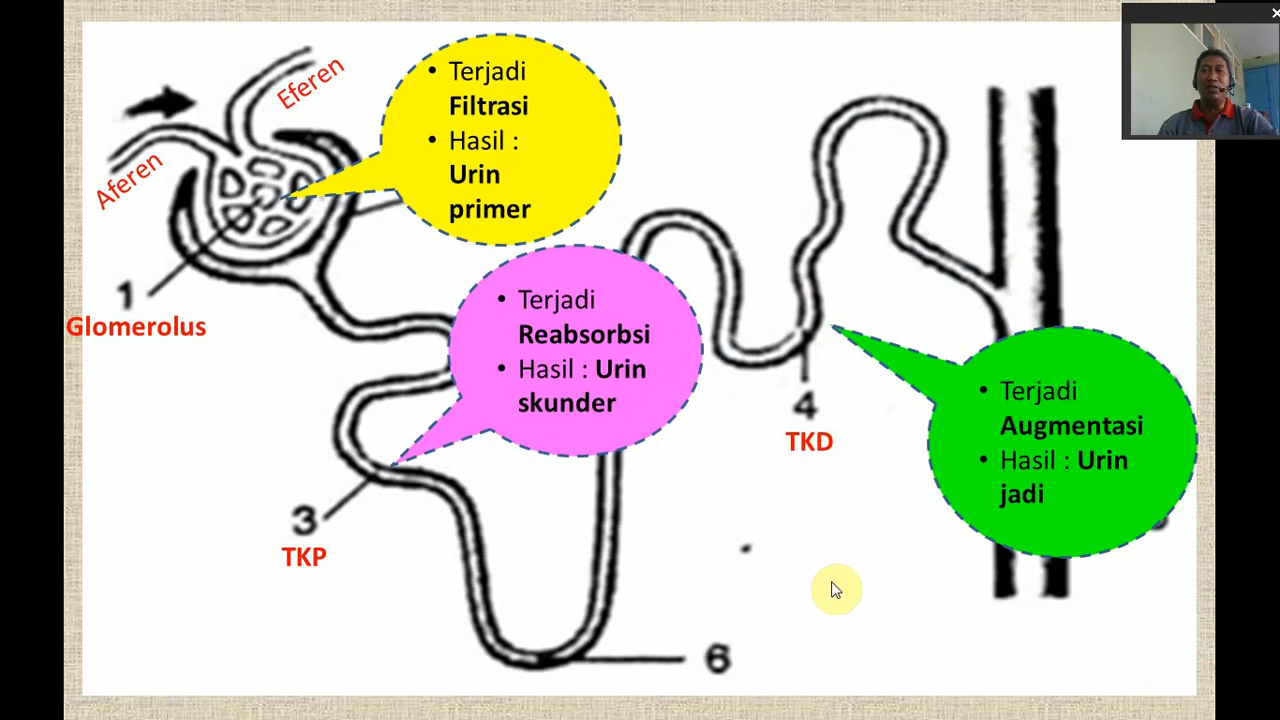 Eferen
Aferen
• Terjadi
Filtrasi
• Hasil :
Urin
primer
1
Glomerolus
• Terjadi
Reabsorbsi
• Hasil : Urin
skunder
4
TKD
• Terjadi
Augmentasi
• Hasil : Urin
jadi
3
TKP
6